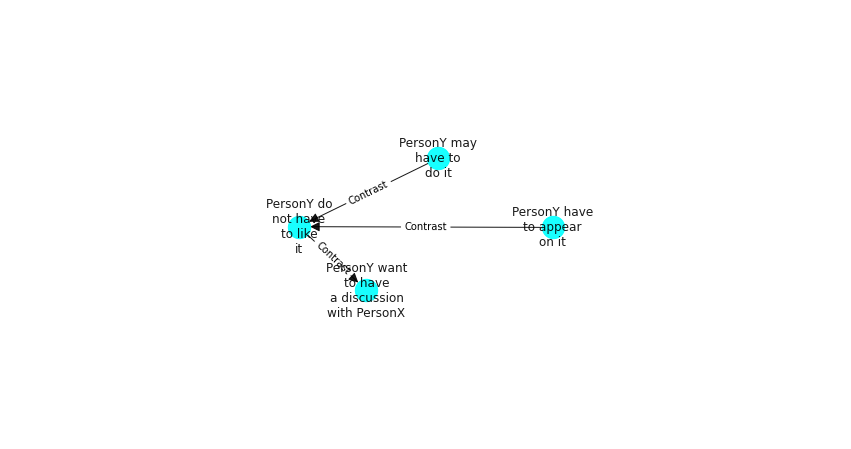 PersonY may
have to
do it
Contrast
PersonY do
not have
to like
it
Contrast
PersonY have
to appear
on it
Contrast
PersonY want
to have
a discussion
with PersonX